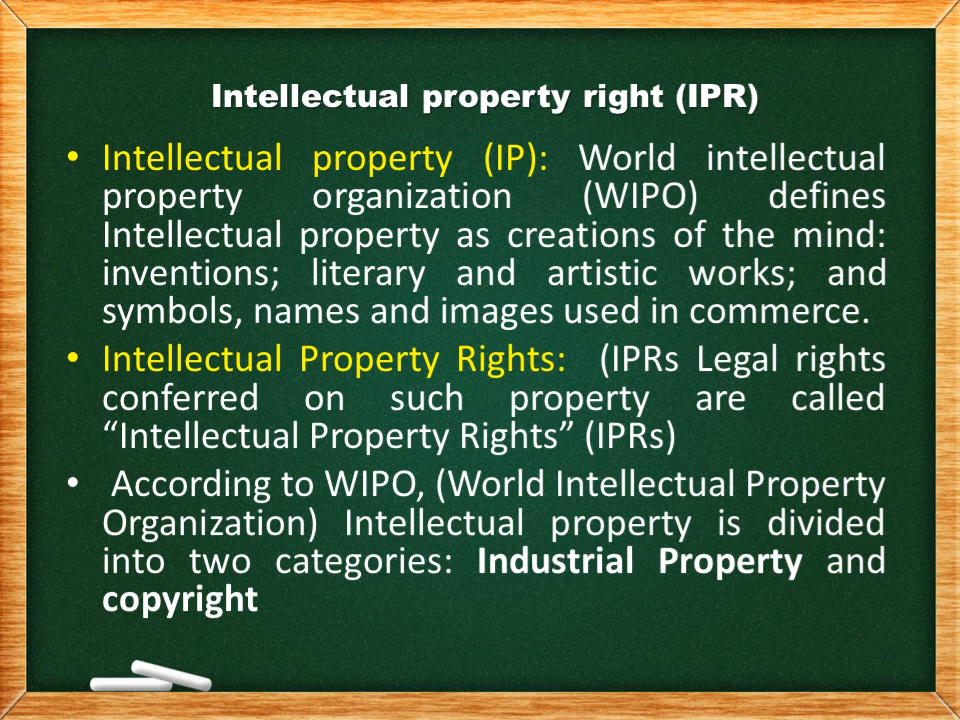 Intellectual property right (IPR)
• Intellectual property (IP): World intellectual
property organization (WIPO) defines
Intellectual property as creations of the mind:
inventions; literary and artistic works; and
symbols, names and images used in commerce.
• Intellectual Property Rights: (IPRs Legal rights
conferred on such property are called
“Intellectual Property Rights” (IPRs)
• According to WIPO, (World Intellectual Property
Organization) Intellectual property is divided
into two categories: Industrial Property and
copyright